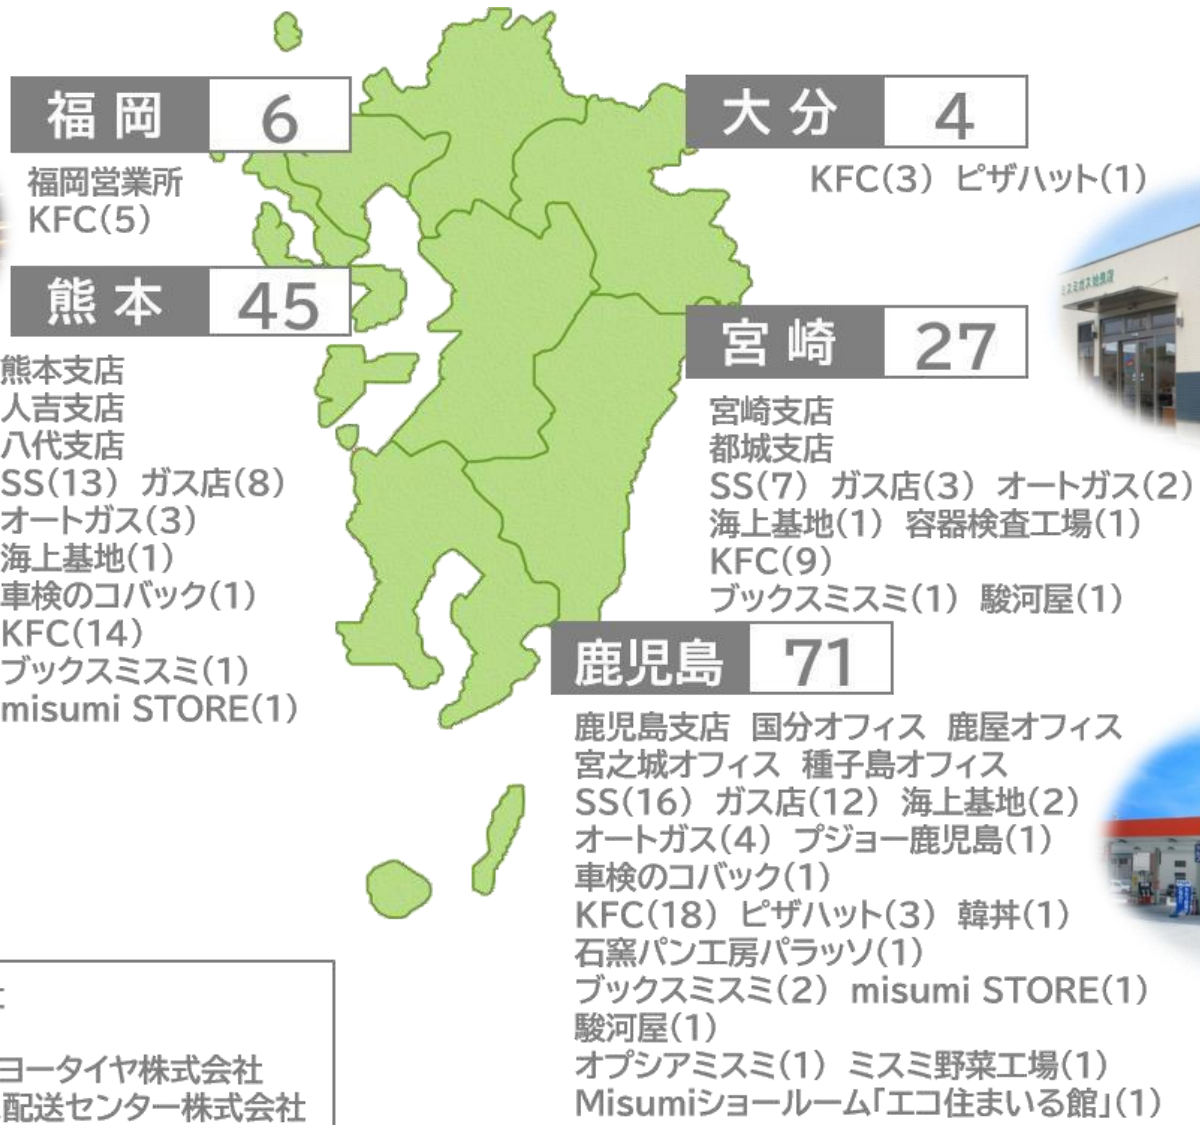 福岡 6
福岡営業所
KFC(5)
大分 4
KFC(3) ピザハット(1)
熊本 45
熊本支店
人吉支店
八代支店
SS(13) ガス店(8)
オートガス(3)
海上基地(1)
車検のコバック(1)
KFC(14)
ブックスミスミ(1)
misumi STORE(1)
宮崎 27
宮崎支店
都城支店
SS(7) ガス店(3) オートガス(2)
海上基地(1) 容器検査工場(1)
KFC(9)
ブックスミスミ(1) 駿河屋(1)
鹿児島 71
鹿児島支店 国分オフィス 鹿屋オフィス
宮之城オフィス 種子島オフィス
SS(16) ガス店(12) 海上基地(2)
オートガス(4) プジョー鹿児島(1)
車検のコバック(1)
KFC(18) ピザハット(3) 韓丼(1)
石窯パン工房パラッソ(1)
ブックスミスミ(2) misumi STORE(1)
駿河屋(1)
オプシアミスミ(1) ミスミ野菜工場(1)
Misumiショールーム「エコ住まいる館」(1)
ヨータイヤ株式会社
配送センター株式会社